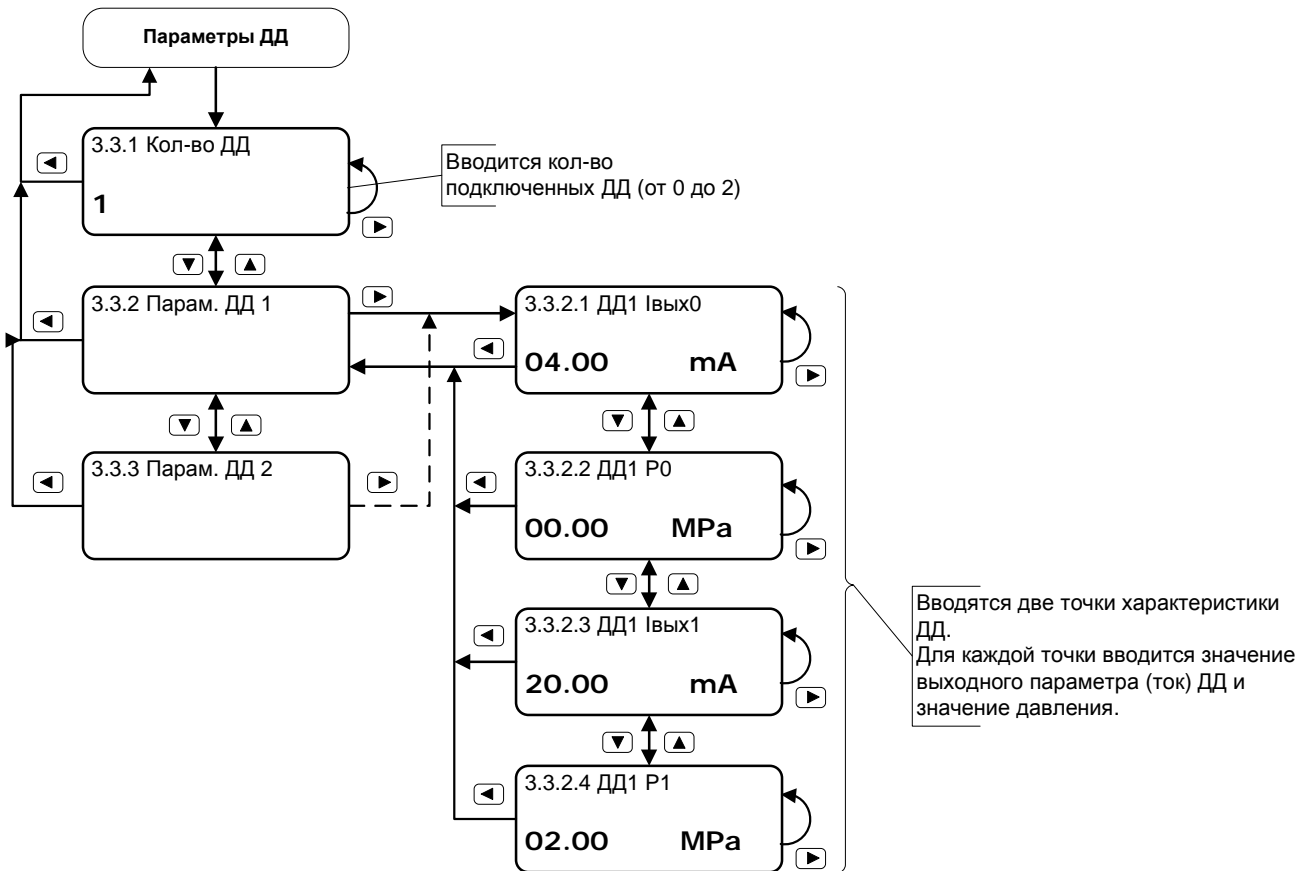 Параметры ДД
3.3.1 Кол-во ДД
1
Вводится кол-во
подключенных ДД (от 0 до 2)
3.3.2 Парам. ДД 1
3.3.3 Парам. ДД 2
3.3.2.1 ДД1 Iвых0
04.00 mA
3.3.2.2 ДД1 P0
00.00 MPa
3.3.2.3 ДД1 Iвых1
20.00 mA
3.3.2.4 ДД1 P1
02.00 MPa
Вводятся две точки характеристики
ДД.
Для каждой точки вводится значение
выходного параметра (ток) ДД и
значение давления.